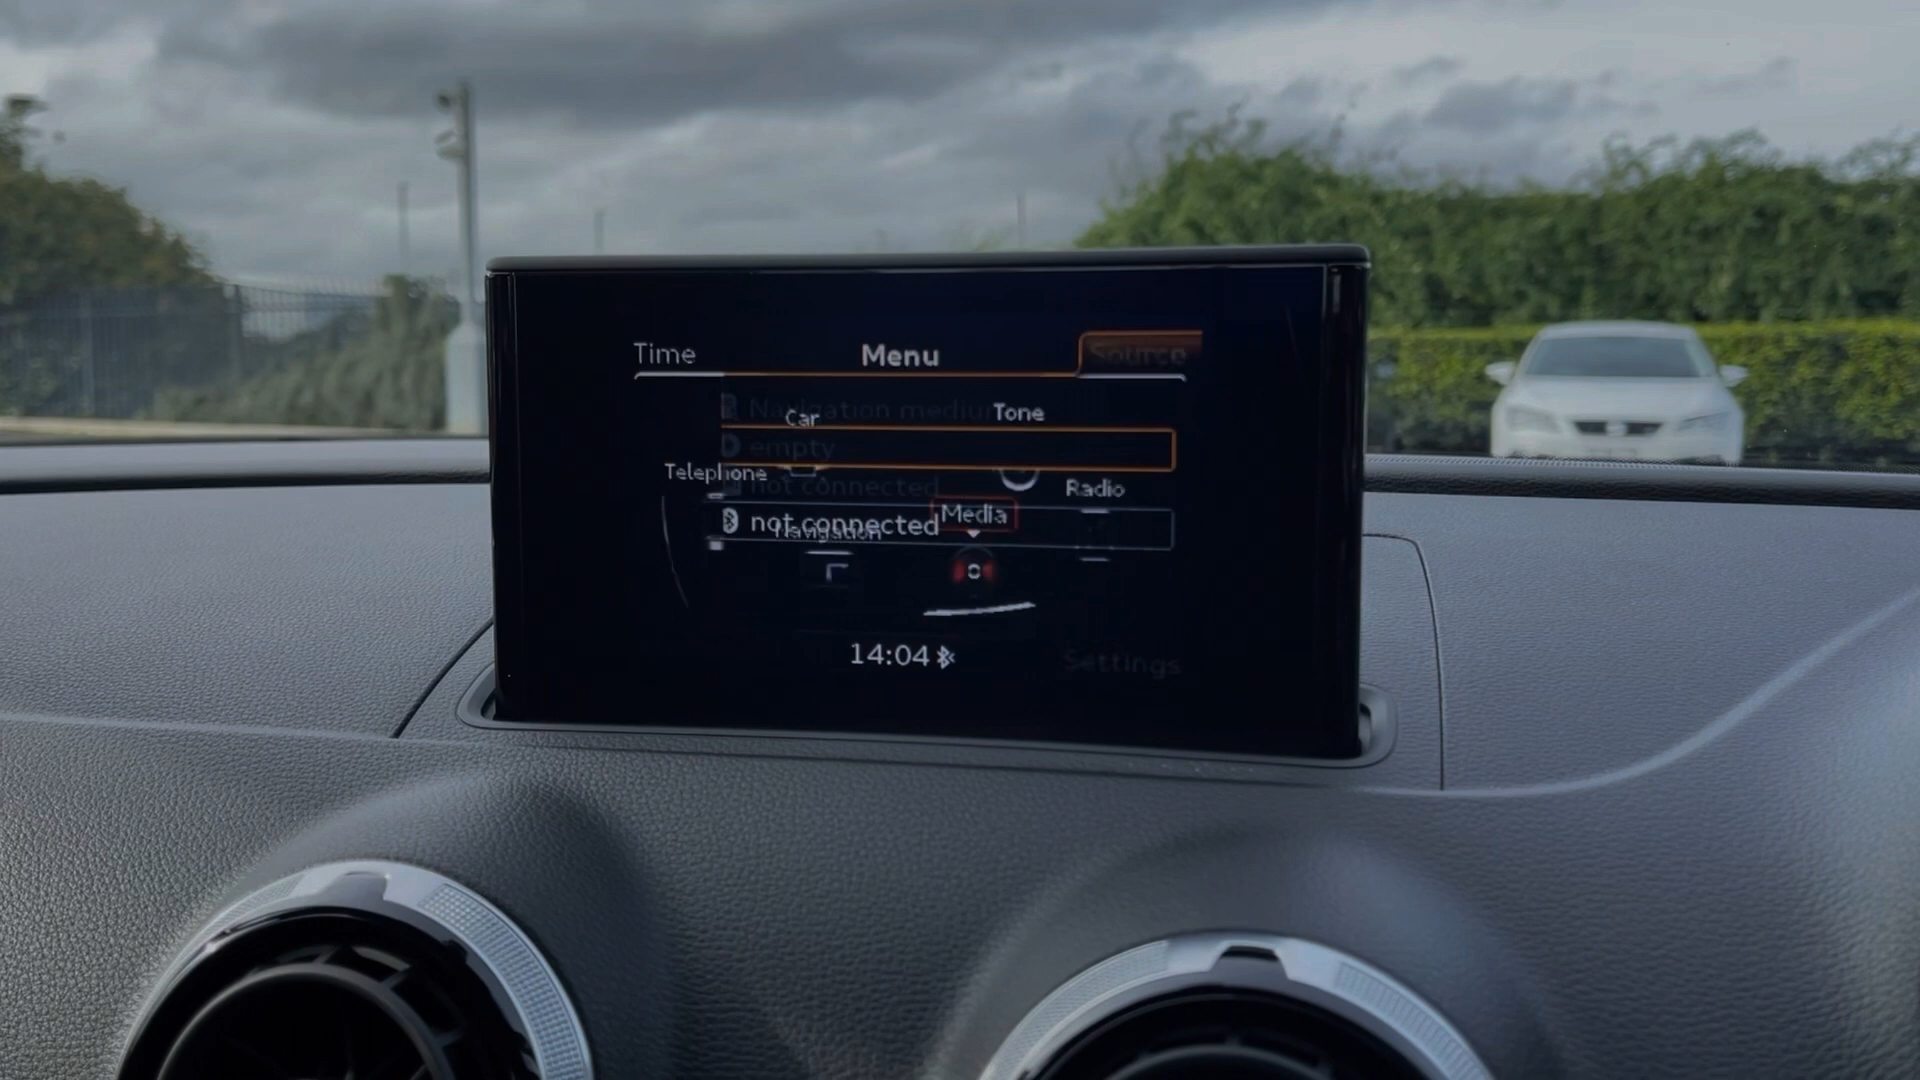 Time Menu Source
Navigation medium
Car Tone
empty
Telephone
not connected
Radio
Media
not connected
Navigation
14:04
Settings